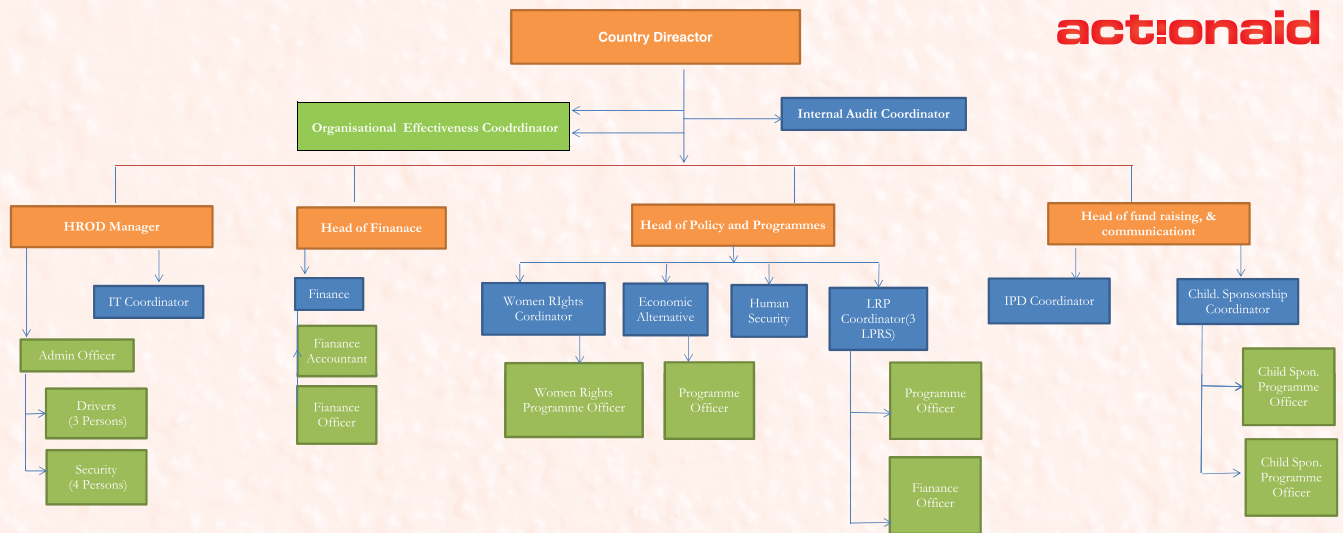 Country Direactor
act!onaid
Organisational  Effectiveness Coodrdinator
Internal Audit Coordinator
HROD Manager
Head of Finanace
Head of Policy and Programmes
Head of fund raising, &
communicationt
IT Coordinator
Finance
Women RIghts
Cordinator
Economic
Alternative
Human
Security
LRP
Coordinator(3
LPRS)
IPD Coordinator
Child. Sponsorship
Coordinator
Admin Officer
Fianance
Accountant
Drivers
(3 Persons)
Fianance
Officer
Women Rights
Programme Officer
Programme
Officer
Programme
Officer
Child Spon.
Programme
Officer
Security
(4 Persons)
Fianance
Officer
Child Spon.
Programme
Officer